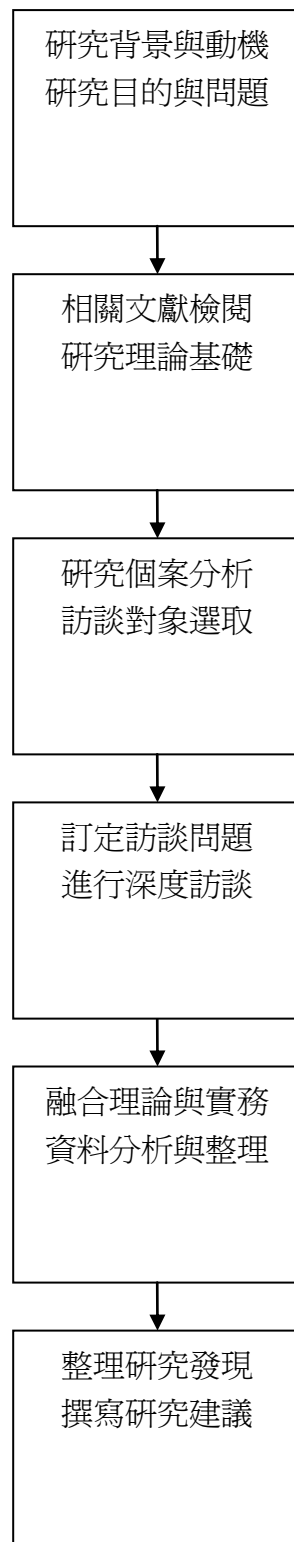 研究背景與動機
研究目的與問題
相關文獻檢閱
研究理論基礎
研究個案分析
訪談對象選取
訂定訪談問題
進行深度訪談
融合理論與實務
資料分析與整理
整理研究發現
撰寫研究建議